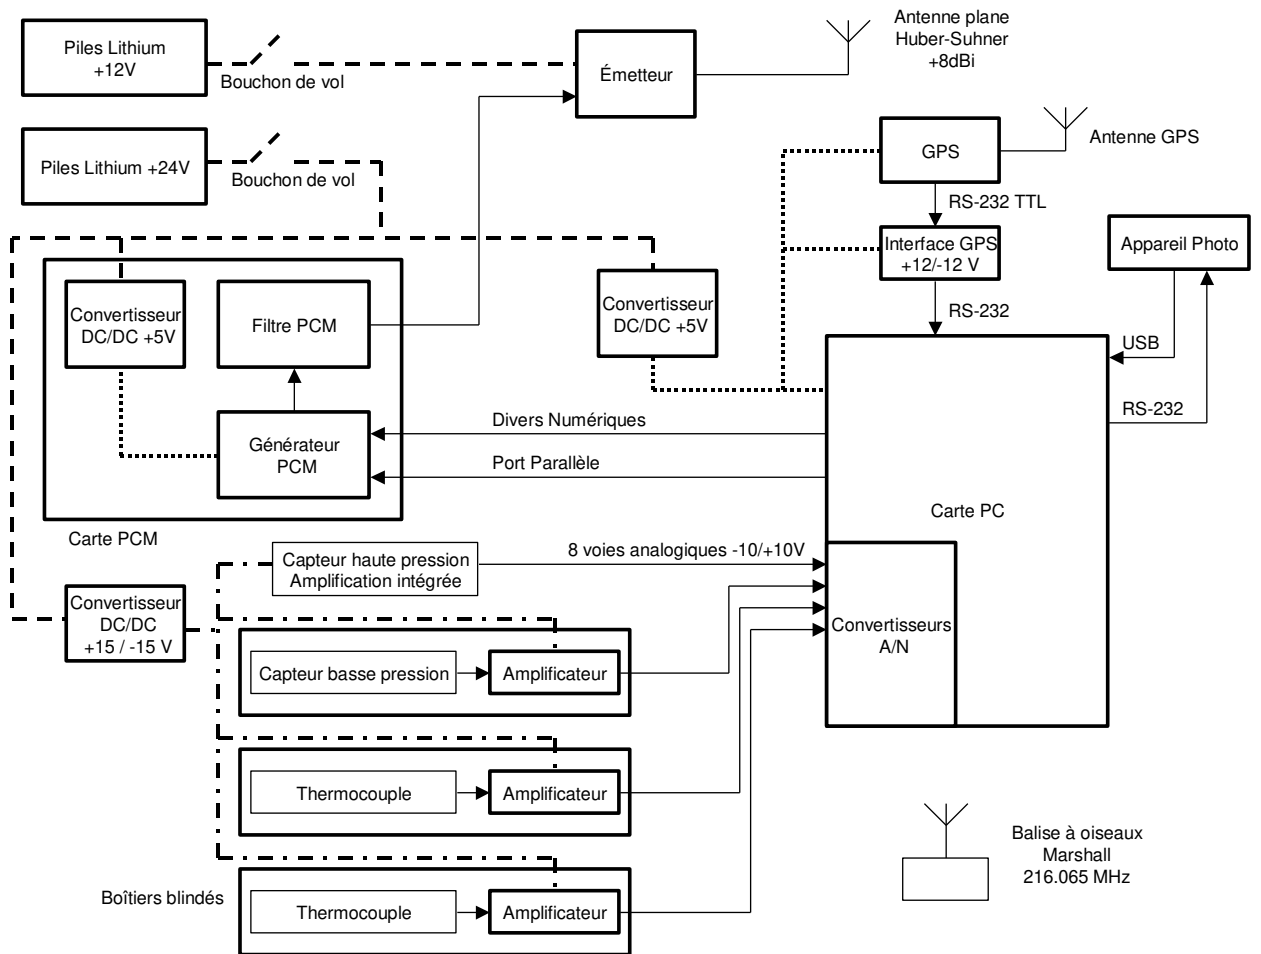 Piles Lithium
+12V
Bouchon de vol
Émetteur
Antenne plane
Huber-Suhner
+8dBi
Piles Lithium +24V
Bouchon de vol
GPS
Antenne GPS
RS-232 TTL
Interface GPS
+12/-12 V
Appareil Photo
RS-232
USB
RS-232
Convertisseur
DC/DC +5V
Filtre PCM
Convertisseur
DC/DC +5V
Générateur
PCM
Divers Numériques
Port Parallèle
Carte PCM
Carte PC
Capteur haute pression
Amplification intégrée
8 voies analogiques -10/+10V
Convertisseur
DC/DC
+15 / -15 V
Convertisseurs
A/N
Capteur basse pression
Amplificateur
Thermocouple
Amplificateur
Balise à oiseaux
Marshall
216.065 MHz
Boîtiers blindés
Thermocouple
Amplificateur